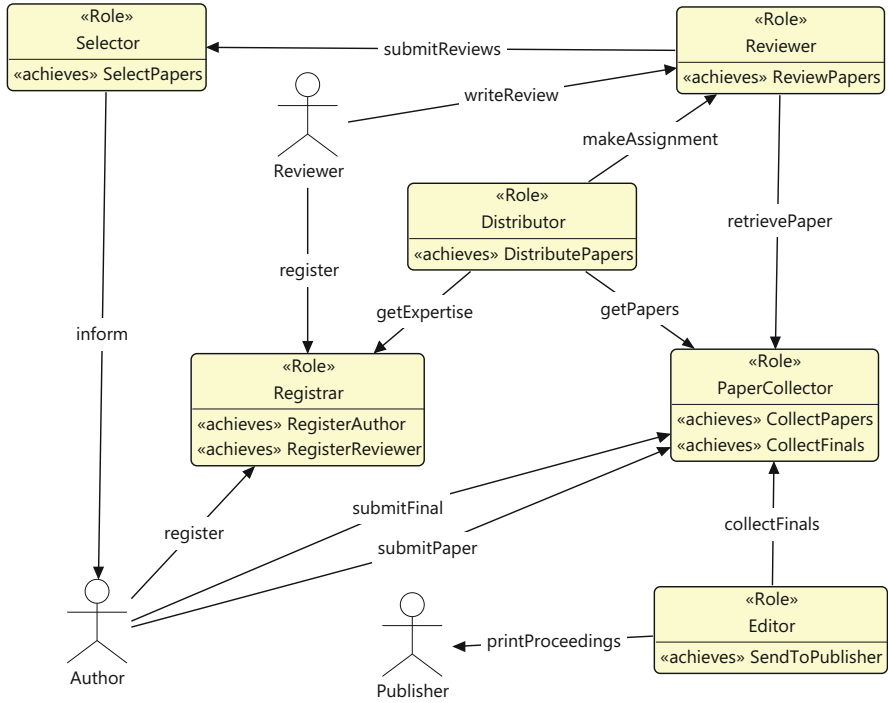 «Role»
Selector
«achieves» SelectPapers
submitReviews
«Role»
Reviewer
«achieves» ReviewPapers
writeReview
Reviewer
makeAssignment
«Role»
Distributor
«achieves» DistributePapers
retrievePaper
register
getExpertise
getPapers
inform
«Role»
Registrar
«achieves» RegisterAuthor
«achieves» RegisterReviewer
«Role»
PaperCollector
«achieves» CollectPapers
«achieves» CollectFinals
submitFinal
register
submitPaper
collectFinals
Author
Publisher
printProceedings
«Role»
Editor
«achieves» SendToPublisher